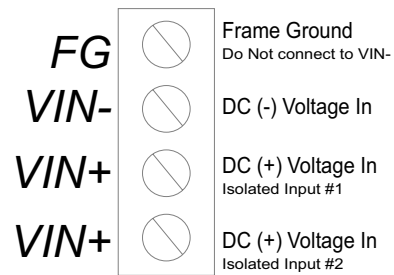 FG
Frame Ground
Do Not connect to VIN-
VIN-
DC (-) Voltage In
VIN+
DC (+) Voltage In
Isolated Input #1
VIN+
DC (+) Voltage In
Isolated Input #2